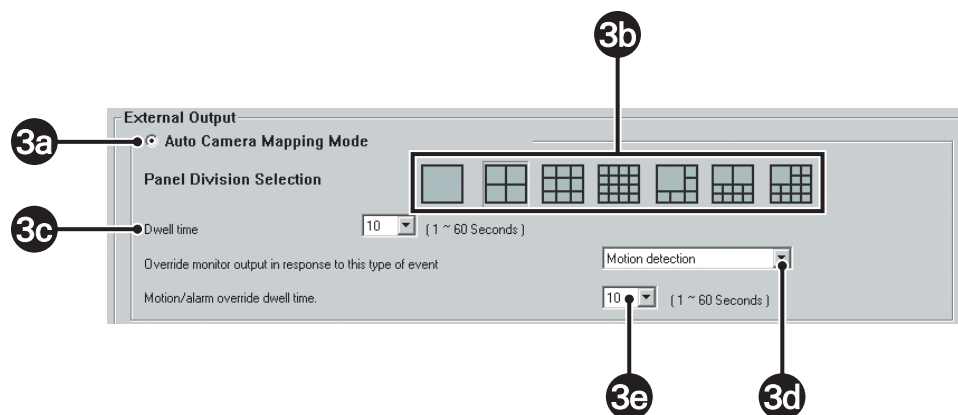 3b
External Output
3a
Auto Camera Mapping Mode
Panel Division Selection
3c
Dwell time
10
( 1 ~ 60 Seconds )
Override monitor output in response to this type of event
Motion detection
Motion/alarm override dwell time.
10
( 1 ~ 60 Seconds )
3e
3d